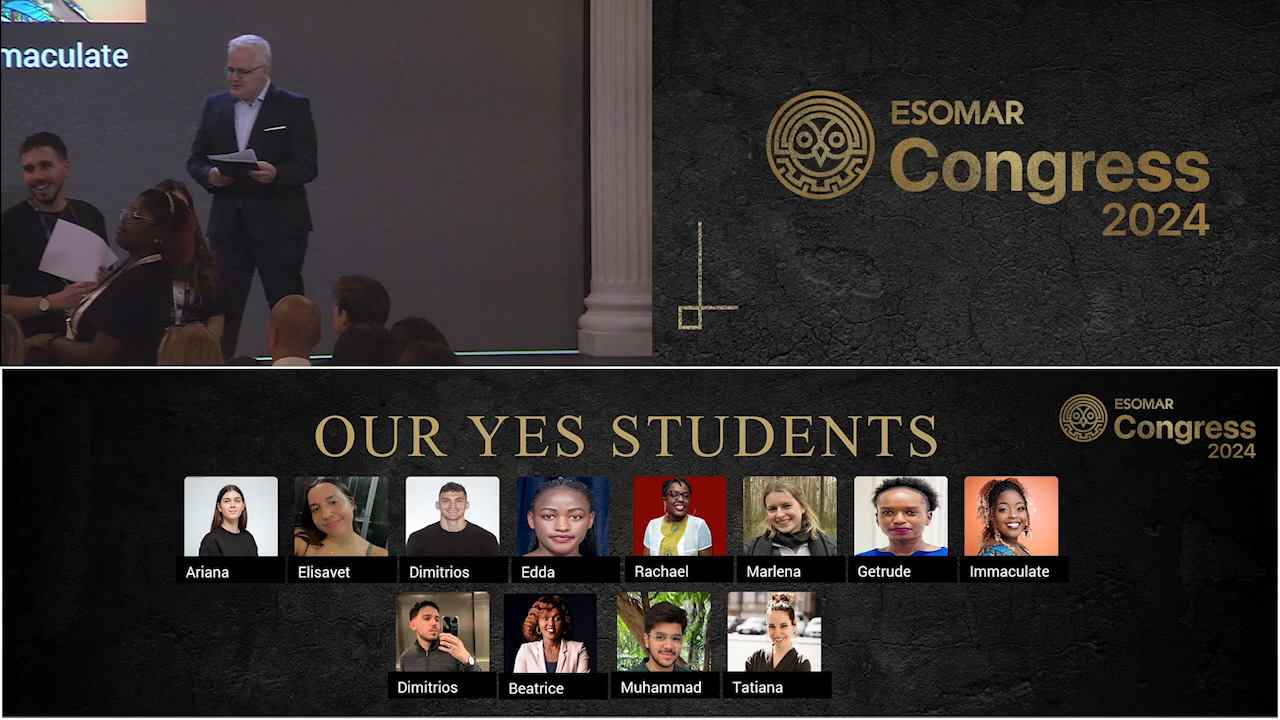 maculate
ESOMAR
Congress
2024
OUR YES STUDENTS
ESOMAR
Congress
2024
Ariana
Elisavet
Dimitrios
Edda
Rachael
Marlena
Getrude
Immaculate
Dimitrios
Beatrice
Muhammad
Tatiana